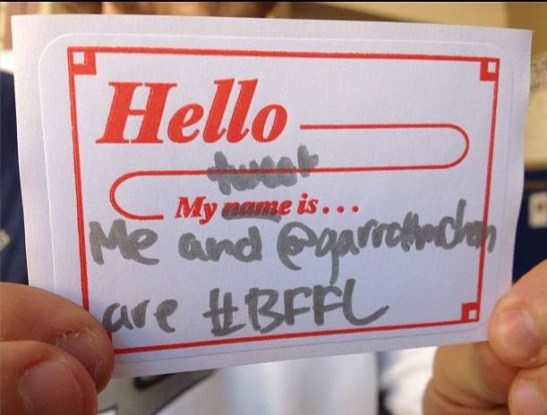 Hello
tweet
My name is...
Me and
are #BFFL